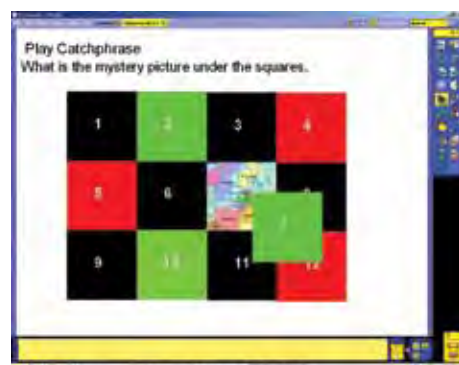 Play Catchphrase
What is the mystery picture under the squares.
1 2 3 4
5 6
7
9 10 11 12